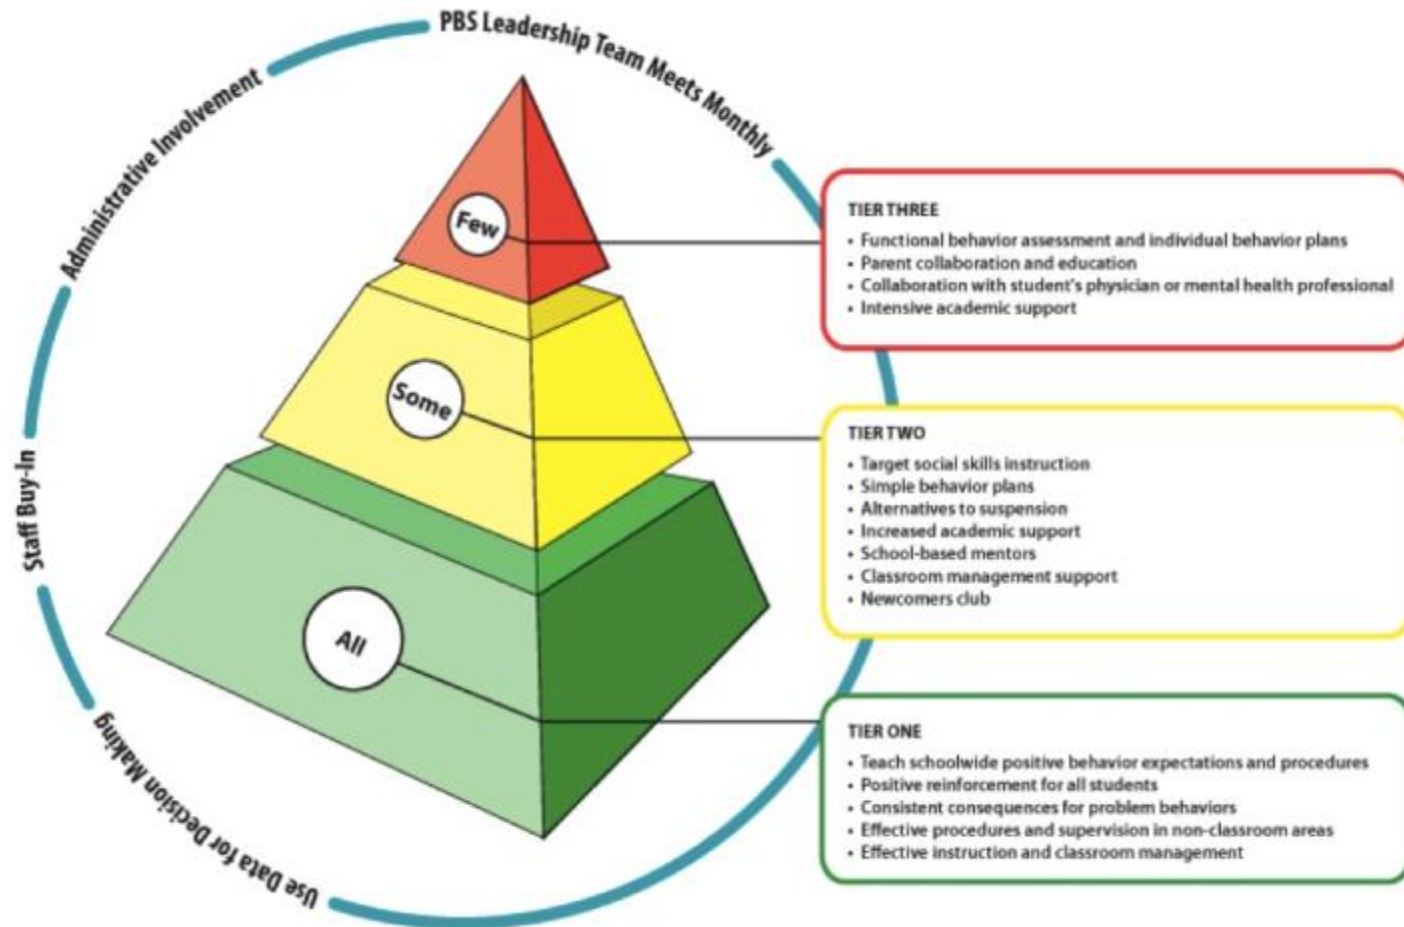 PBS Leadership Team Meets Monthly
Administrative Involvement
Staff Buy-In
Use Data for Decision Making
Few
Some
All
TIER THREE
• Functional behavior assessment and individual behavior plans
• Parent collaboration and education
• Collaboration with student's physician or mental health professional
• Intensive academic support
TIER TWO
• Target social skills instruction
• Simple behavior plans
• Alternatives to suspension
• Increased academic support
• School-based mentors
• Classroom management support
• Newcomers club
TIER ONE
• Teach schoolwide positive behavior expectations and procedures
• Positive reinforcement for all students
• Consistent consequences for problem behaviors
• Effective procedures and supervision in non-classroom areas
• Effective instruction and classroom management